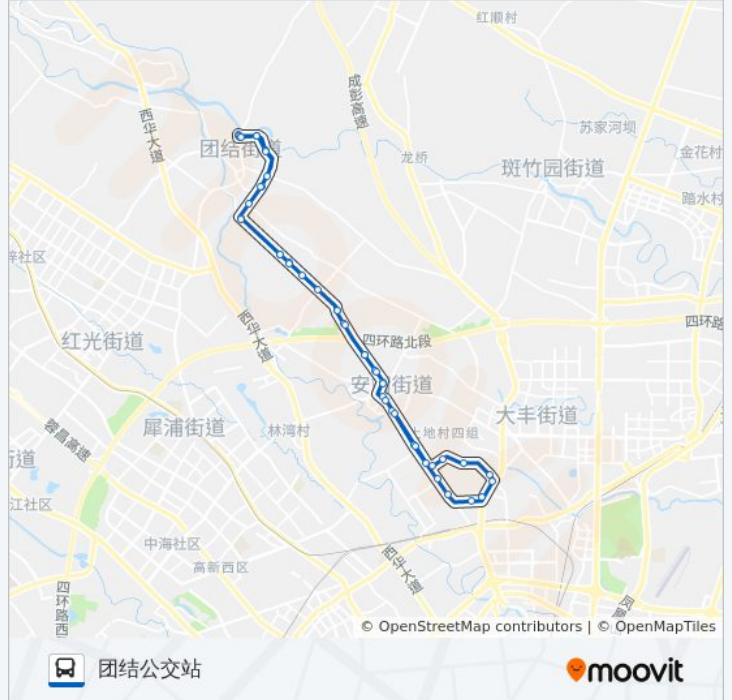 红顺村
成彭高速
西华大道
苏家河坝
团结街道
龙桥
斑竹园街道
金花村
踏水村
社区
四环路
西华大道
四环路北段
红光街道
安靖街道
大丰街道
犀浦街道
林湾村
土地村四组
蓉昌高速
街道
江社区
中海社区
高新西区
西华大道
四环路西
凤
© OpenStreetMap contributors | © OpenMapTiles
团结公交站
moovit